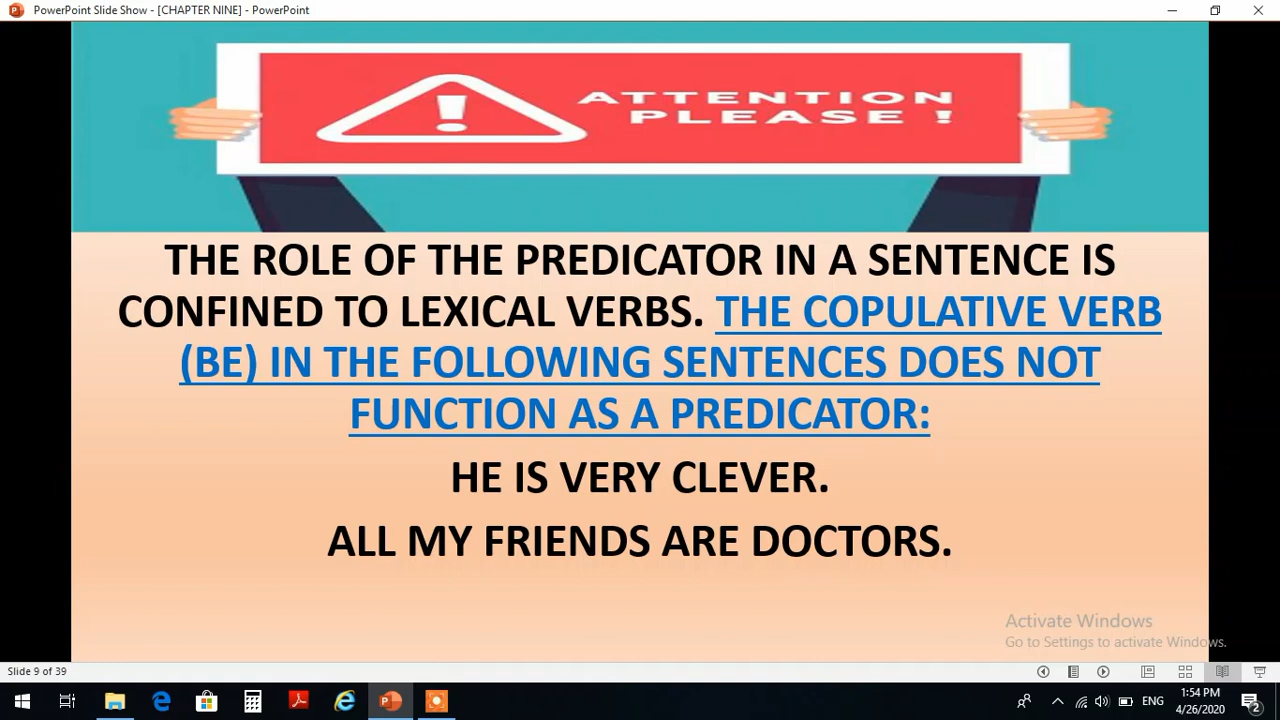 PowerPoint Slide Show - [CHAPTER NINE] - PowerPoint
ATTENTION
PLEASE !
THE ROLE OF THE PREDICATOR IN A SENTENCE IS
CONFINED TO LEXICAL VERBS. THE COPULATIVE VERB
(BE) IN THE FOLLOWING SENTENCES DOES NOT
FUNCTION AS A PREDICATOR:
HE IS VERY CLEVER.
ALL MY FRIENDS ARE DOCTORS.
Activate Windows
Go to Settings to activate Windows.
Slide 9 of 39
ENG
1:54 PM
4/26/2020
2